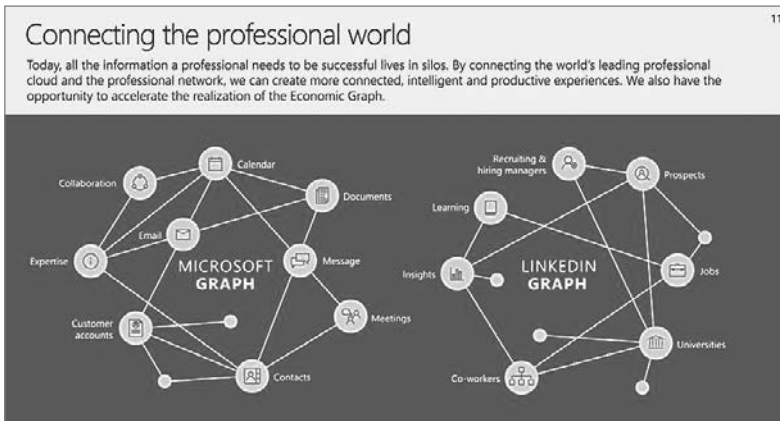 11
Connecting the professional world
Today, all the information a professional needs to be successful lives in silos. By connecting the world's leading professional
cloud and the professional network, we can create more connected, intelligent and productive experiences. We also have the
opportunity to accelerate the realization of the Economic Graph.
Calendar
Collaboration
Documents
Email
Expertise
MICROSOFT
GRAPH
Message
Customer
accounts
Meetings
Contacts
Recruiting &
hiring managers
Prospects
Learning
Insights
LINKEDIN
GRAPH
Jobs
Universities
Co-workers